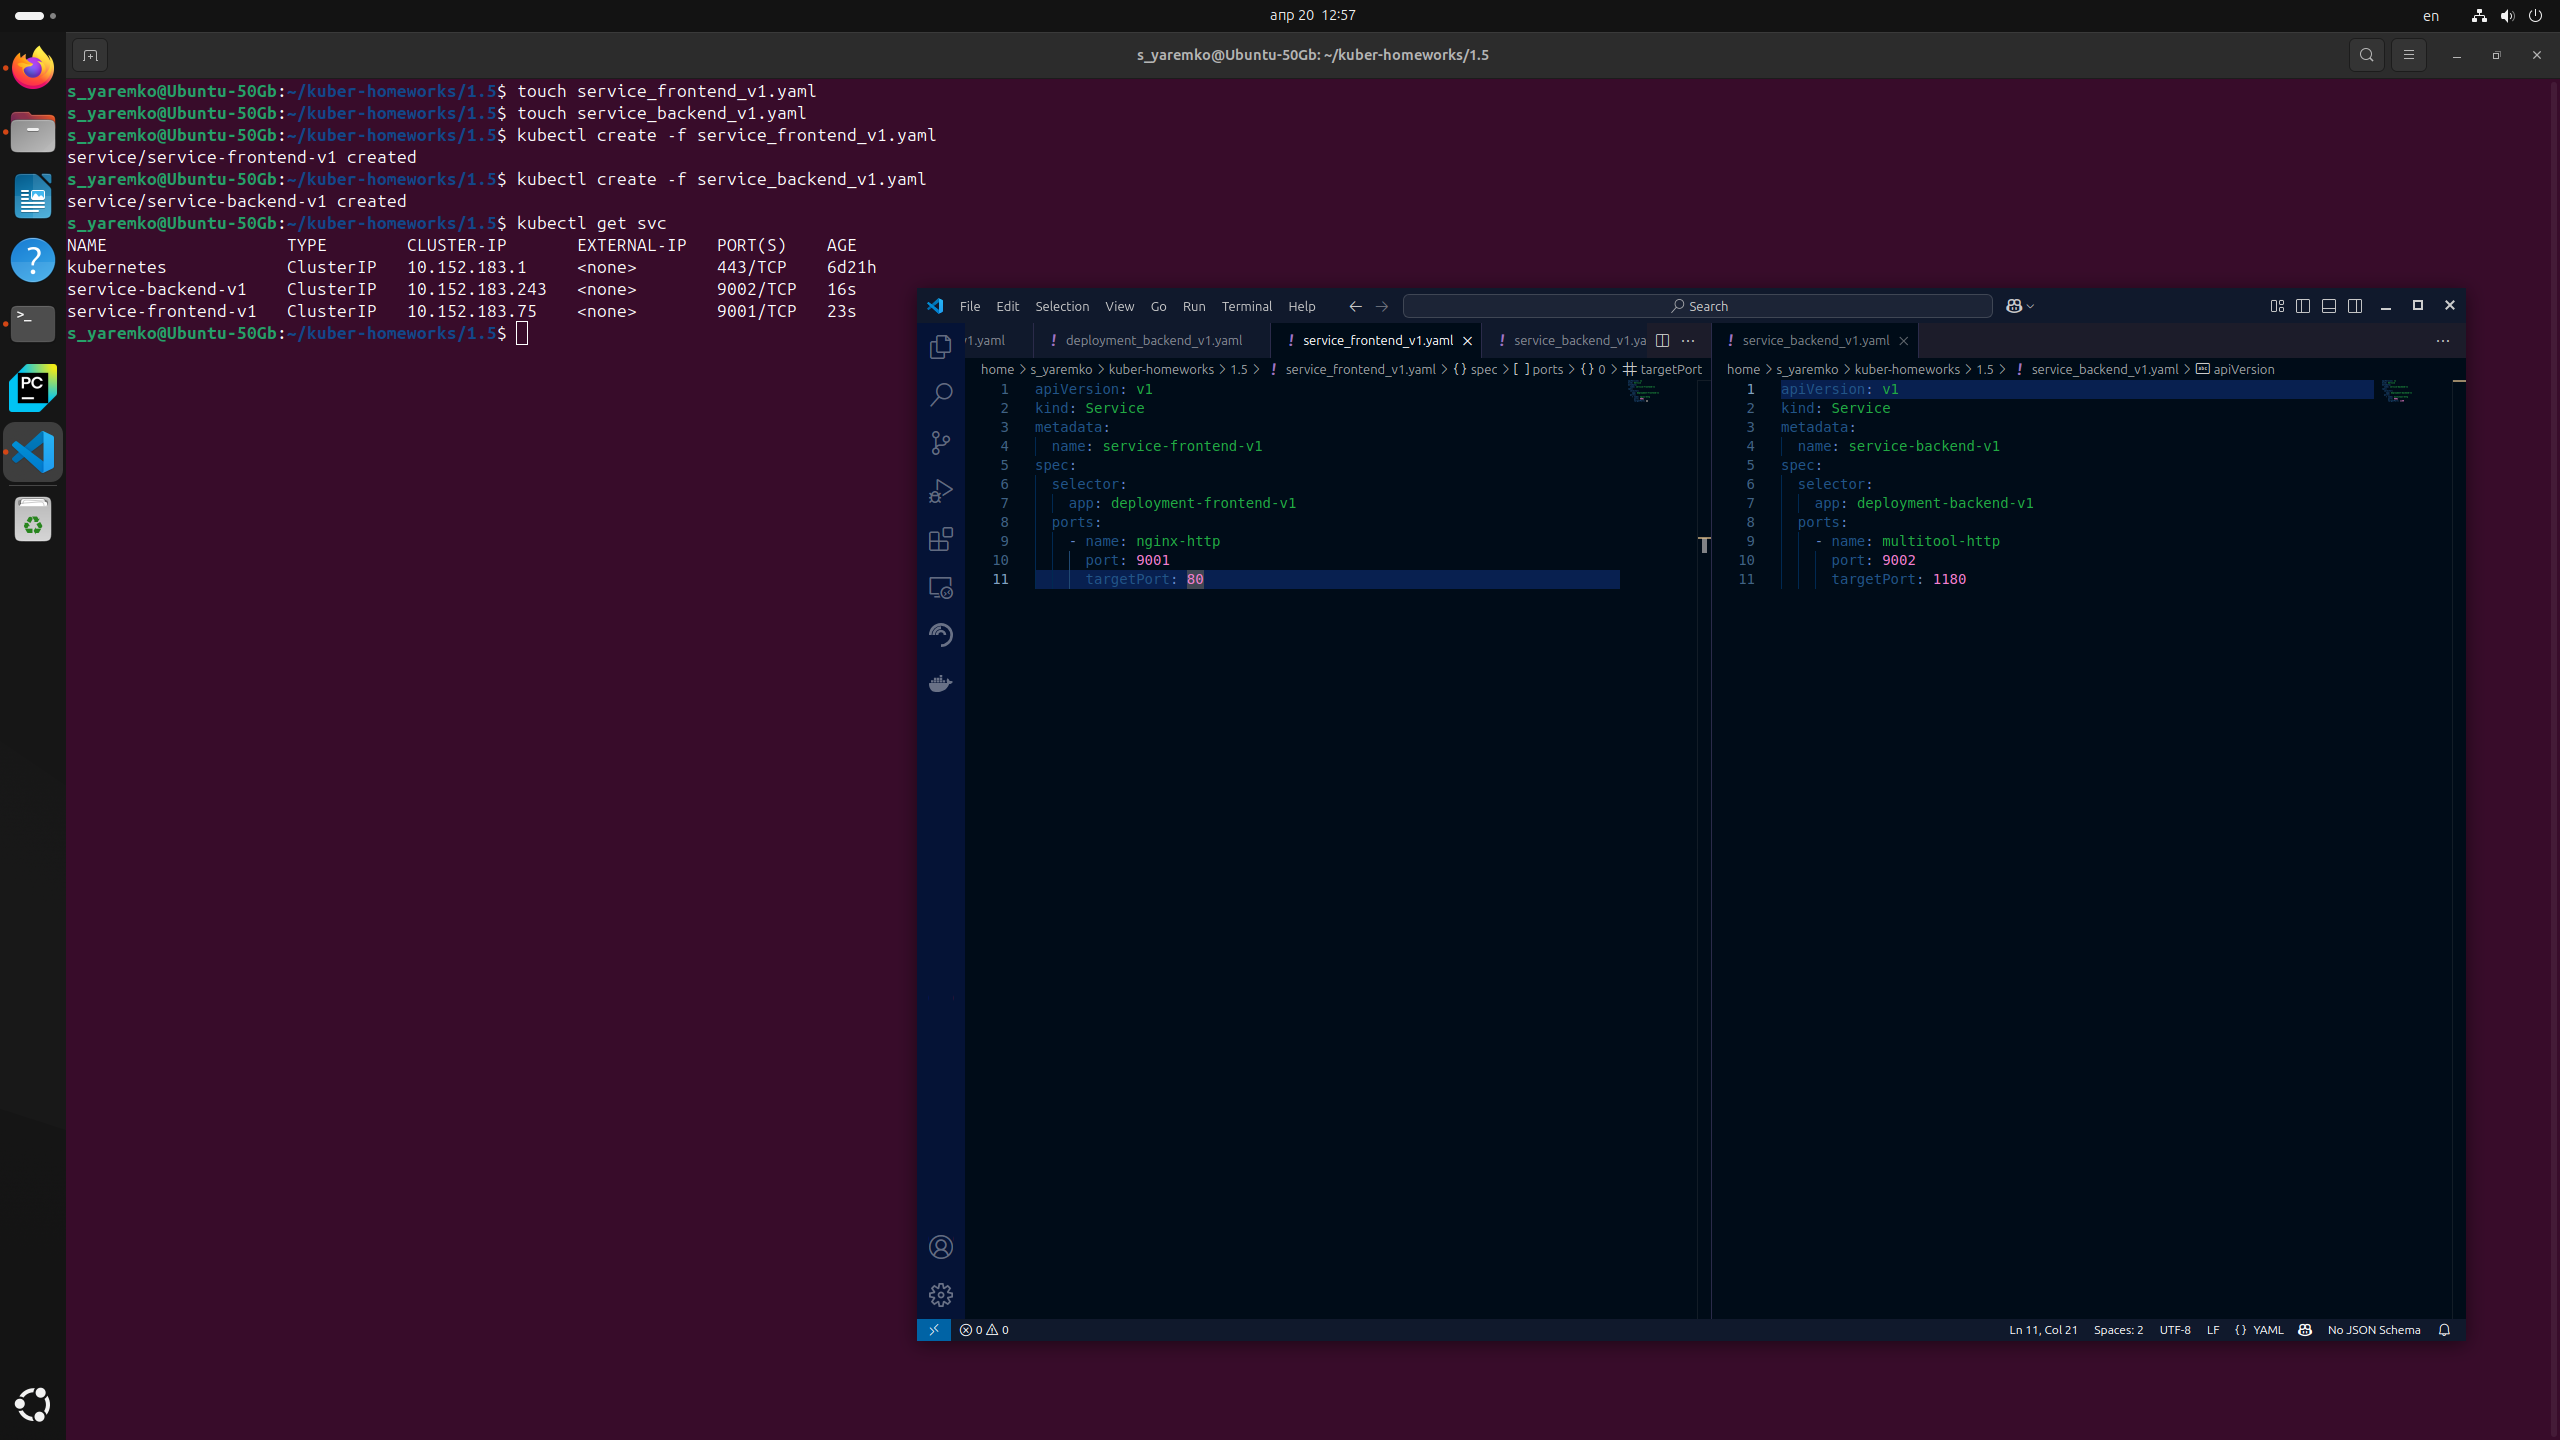 апр 20  12:57
en
s_yaremko@Ubuntu-50Gb: ~/kuber-homeworks/1.5
s_yaremko@Ubuntu-50Gb:~/kuber-homeworks/1.5$ touch service_frontend_v1.yaml
s_yaremko@Ubuntu-50Gb:~/kuber-homeworks/1.5$ touch service_backend_v1.yaml
s_yaremko@Ubuntu-50Gb:~/kuber-homeworks/1.5$ kubectl create -f service_frontend_v1.yaml
service/service-frontend-v1 created
s_yaremko@Ubuntu-50Gb:~/kuber-homeworks/1.5$ kubectl create -f service_backend_v1.yaml
service/service-backend-v1 created
s_yaremko@Ubuntu-50Gb:~/kuber-homeworks/1.5$ kubectl get svc
NAME                  TYPE        CLUSTER-IP       EXTERNAL-IP   PORT(S)    AGE
kubernetes            ClusterIP   10.152.183.1     <none>        443/TCP    6d21h
service-backend-v1    ClusterIP   10.152.183.243   <none>        9002/TCP   16s
service-frontend-v1   ClusterIP   10.152.183.75    <none>        9001/TCP   23s
s_yaremko@Ubuntu-50Gb:~/kuber-homeworks/1.5$
PC
File Edit Selection View Go Run Terminal Help
Search
v1.yaml
! deployment_backend_v1.yaml
! service_frontend_v1.yaml
! service_backend_v1.ya
home > s_yaremko > kuber-homeworks > 1.5 > ! service_frontend_v1.yaml > {} spec > [ ] ports > {} 0 > # targetPort
1 apiVersion: v1
2 kind: Service
3 metadata:
4   name: service-frontend-v1
5 spec:
6   selector:
7     app: deployment-frontend-v1
8   ports:
9     - name: nginx-http
10       port: 9001
11       targetPort: 80
! service_backend_v1.yaml
home > s_yaremko > kuber-homeworks > 1.5 > ! service_backend_v1.yaml > abc apiVersion
1 apiVersion: v1
2 kind: Service
3 metadata:
4   name: service-backend-v1
5 spec:
6   selector:
7     app: deployment-backend-v1
8   ports:
9     - name: multitool-http
10       port: 9002
11       targetPort: 1180
0 0
Ln 11, Col 21 Spaces: 2 UTF-8 LF {} YAML No JSON Schema